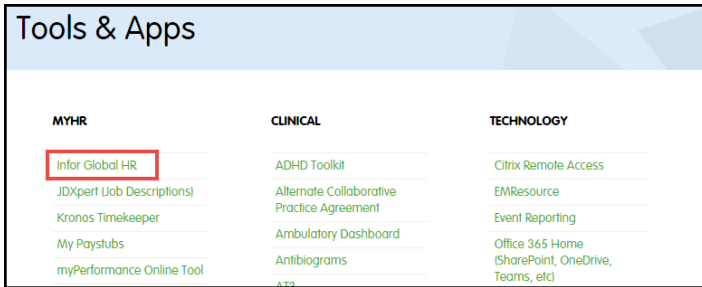 Tools & Apps
MYHR
Infor Global HR
JDXpert (Job Descriptions)
Kronos Timekeeper
My Paystubs
myPerformance Online Tool
CLINICAL
ADHD Toolkit
Alternate Collaborative
Practice Agreement
Ambulatory Dashboard
Antibiograms
TECHNOLOGY
Citrix Remote Access
EMResource
Event Reporting
Office 365 Home
(SharePoint, OneDrive,
Teams, etc)